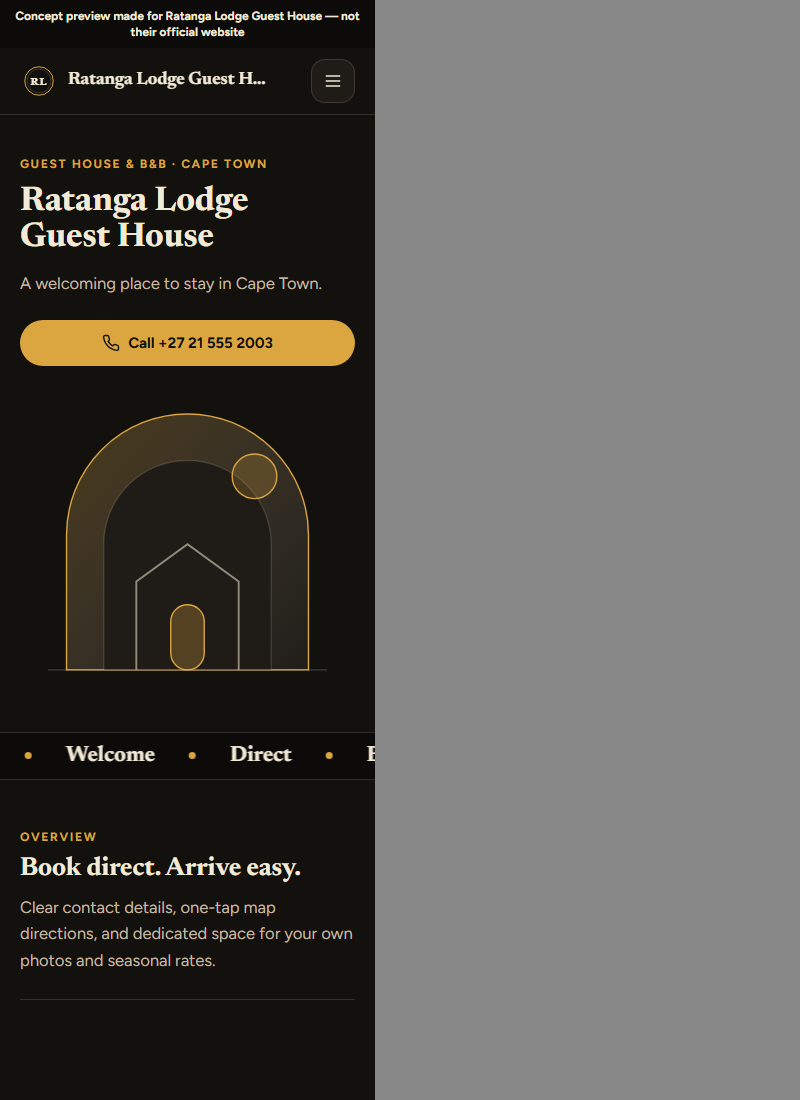 Concept preview made for Ratanga Lodge Guest House — not
their official website
RL
Ratanga Lodge Guest H...
GUEST HOUSE & B&B · CAPE TOWN
Ratanga Lodge
Guest House
A welcoming place to stay in Cape Town.
Call +27 21 555 2003
• Welcome • Direct •
OVERVIEW
Book direct. Arrive easy.
Clear contact details, one-tap map
directions, and dedicated space for your own
photos and seasonal rates.